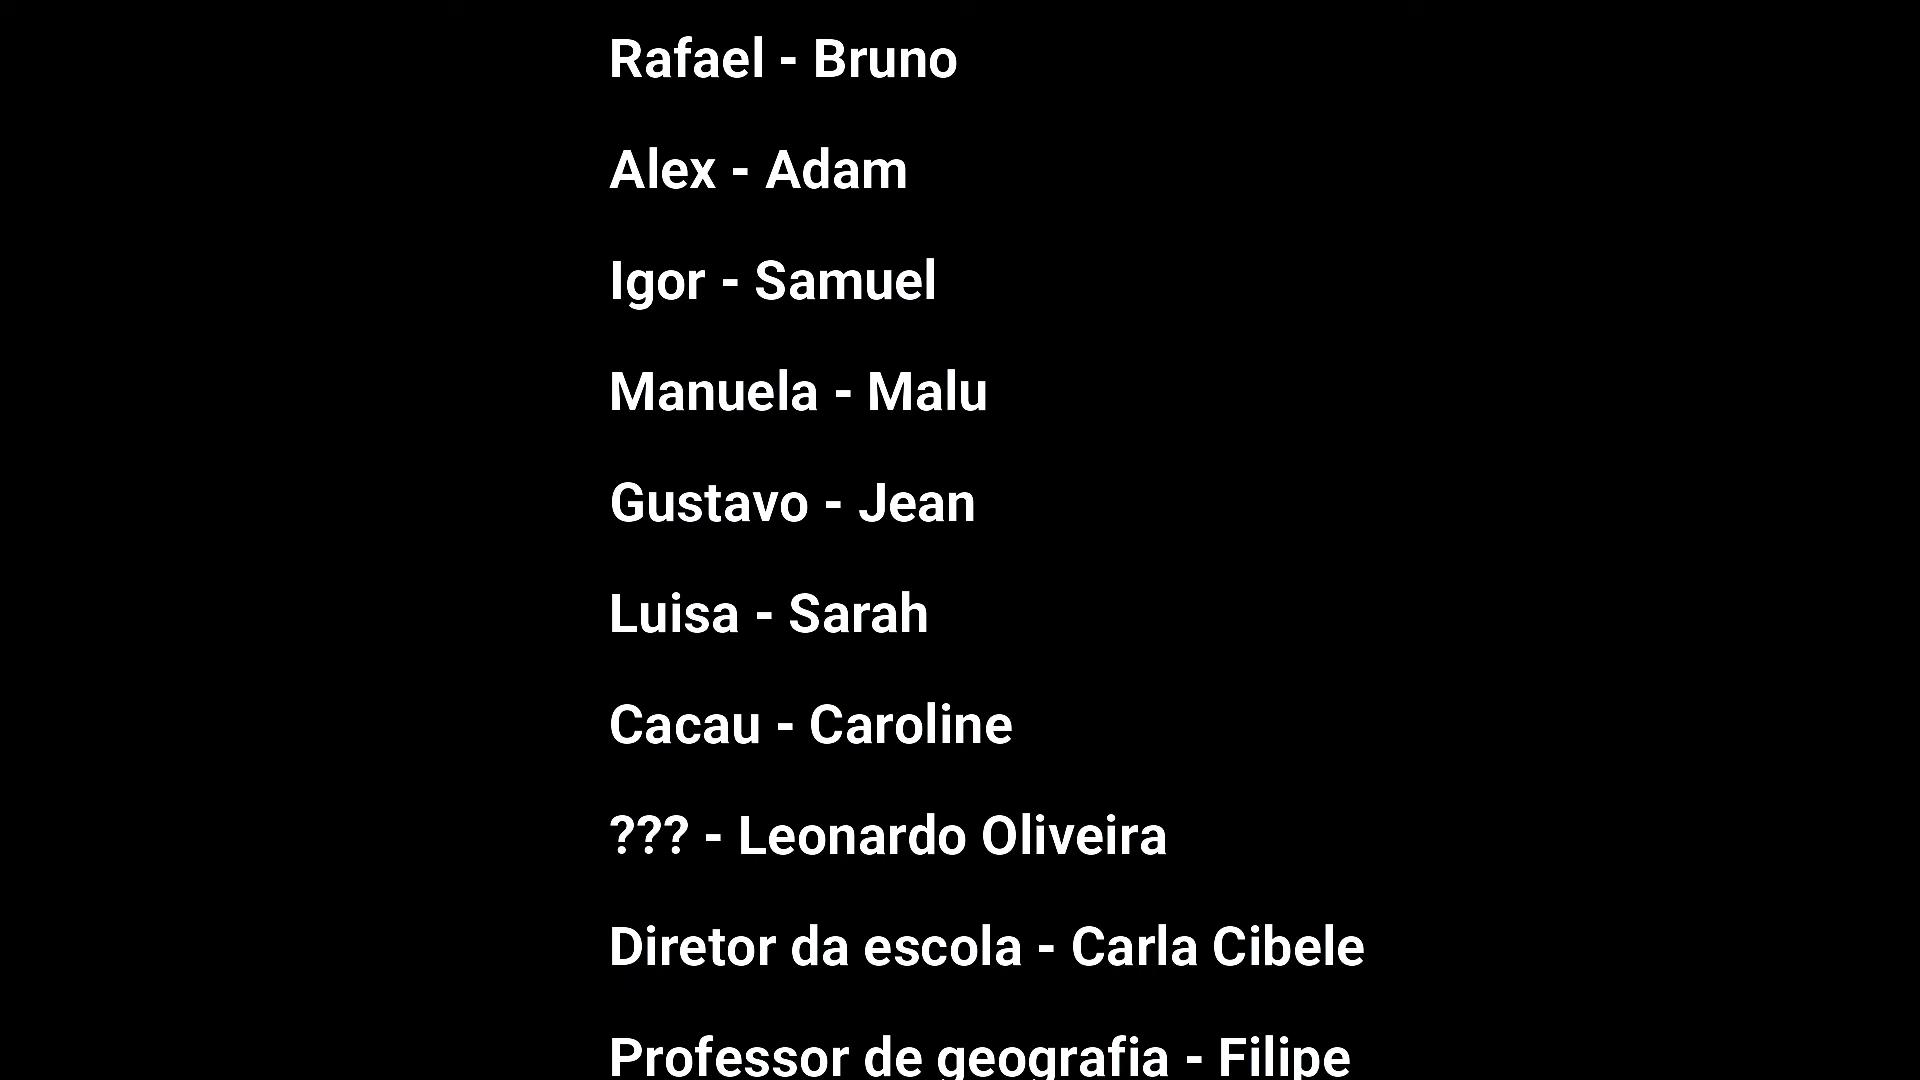 Rafael - Bruno
Alex - Adam
Igor - Samuel
Manuela - Malu
Gustavo - Jean
Luisa - Sarah
Cacau - Caroline
??? - Leonardo Oliveira
Diretor da escola - Carla Cibele
Professor de geografia - Filipe